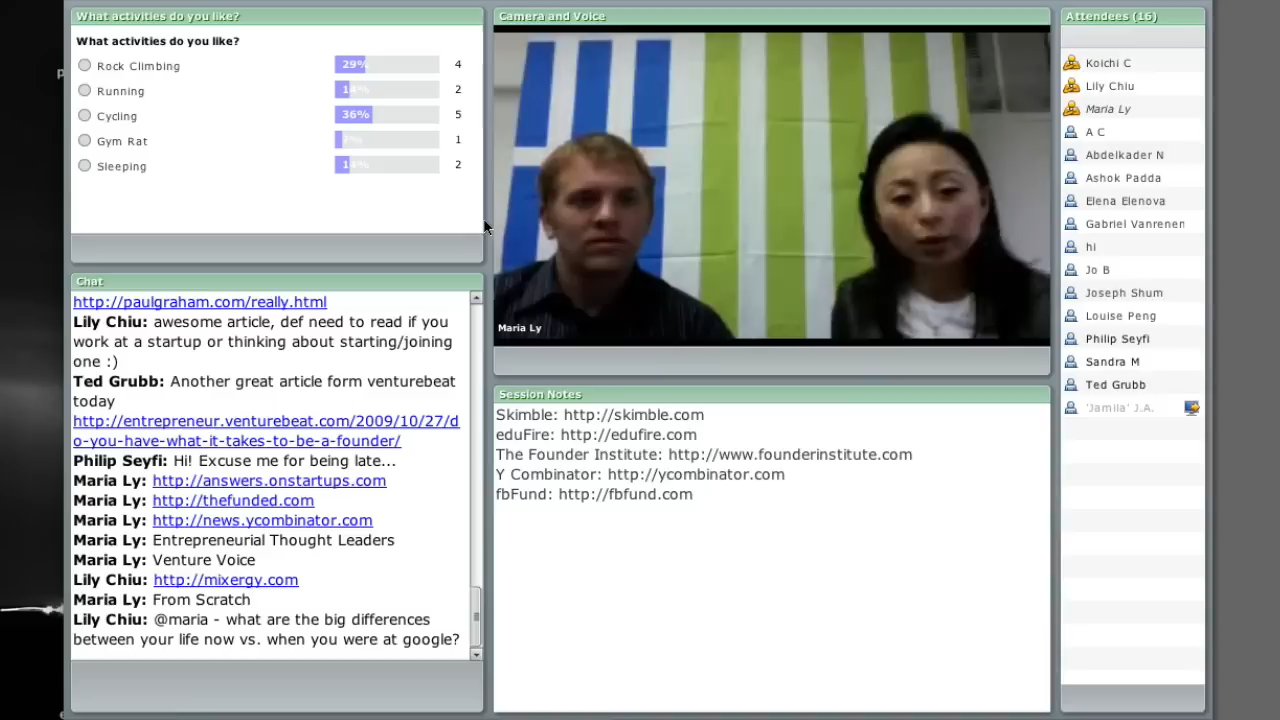 What activities do you like?
What activities do you like?
Rock Climbing 29% 4
Running 14% 2
Cycling 36% 5
Gym Rat 7% 1
Sleeping 14% 2
Chat
http://paulgraham.com/really.html
Lily Chiu: awesome article, def need to read if you
work at a startup or thinking about starting/joining
one :)
Ted Grubb: Another great article form venturebeat
today
http://entrepreneur.venturebeat.com/2009/10/27/d
o-you-have-what-it-takes-to-be-a-founder/
Philip Seyfi: Hi! Excuse me for being late...
Maria Ly: http://answers.onstartups.com
Maria Ly: http://thefunded.com
Maria Ly: http://news.ycombinator.com
Maria Ly: Entrepreneurial Thought Leaders
Maria Ly: Venture Voice
Lily Chiu: http://mixergy.com
Maria Ly: From Scratch
Lily Chiu: @maria - what are the big differences
between your life now vs. when you were at google?
Camera and Voice
Maria Ly
Session Notes
Skimble: http://skimble.com
eduFire: http://edufire.com
The Founder Institute: http://www.founderinstitute.com
Y Combinator: http://ycombinator.com
fbFund: http://fbfund.com
Attendees (16)
Koichi C
Lily Chiu
Maria Ly
A C
Abdelkader N
Ashok Padda
Elena Elenova
Gabriel Vanrenen
hi
Jo B
Joseph Shum
Louise Peng
Philip Seyfi
Sandra M
Ted Grubb
'Jamila' J.A.